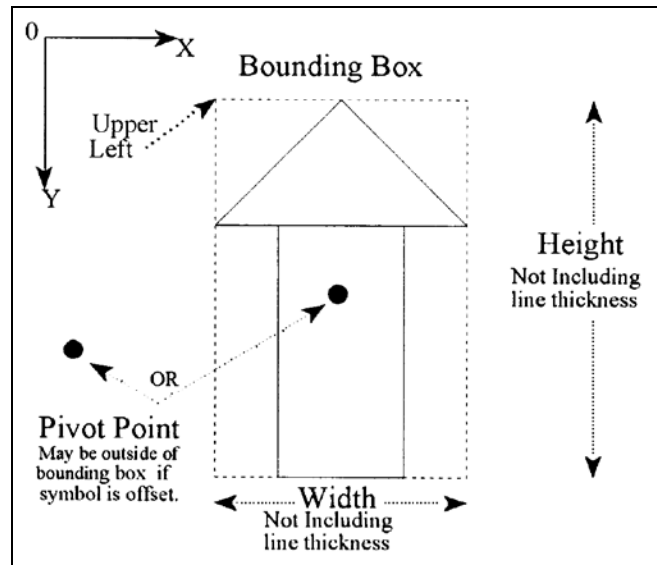 0
X
Bounding Box
Upper
Left
Y
Height
Not Including
line thickness
OR
Pivot Point
May be outside of
bounding box if
symbol is offset.
Width
Not Including
line thickness